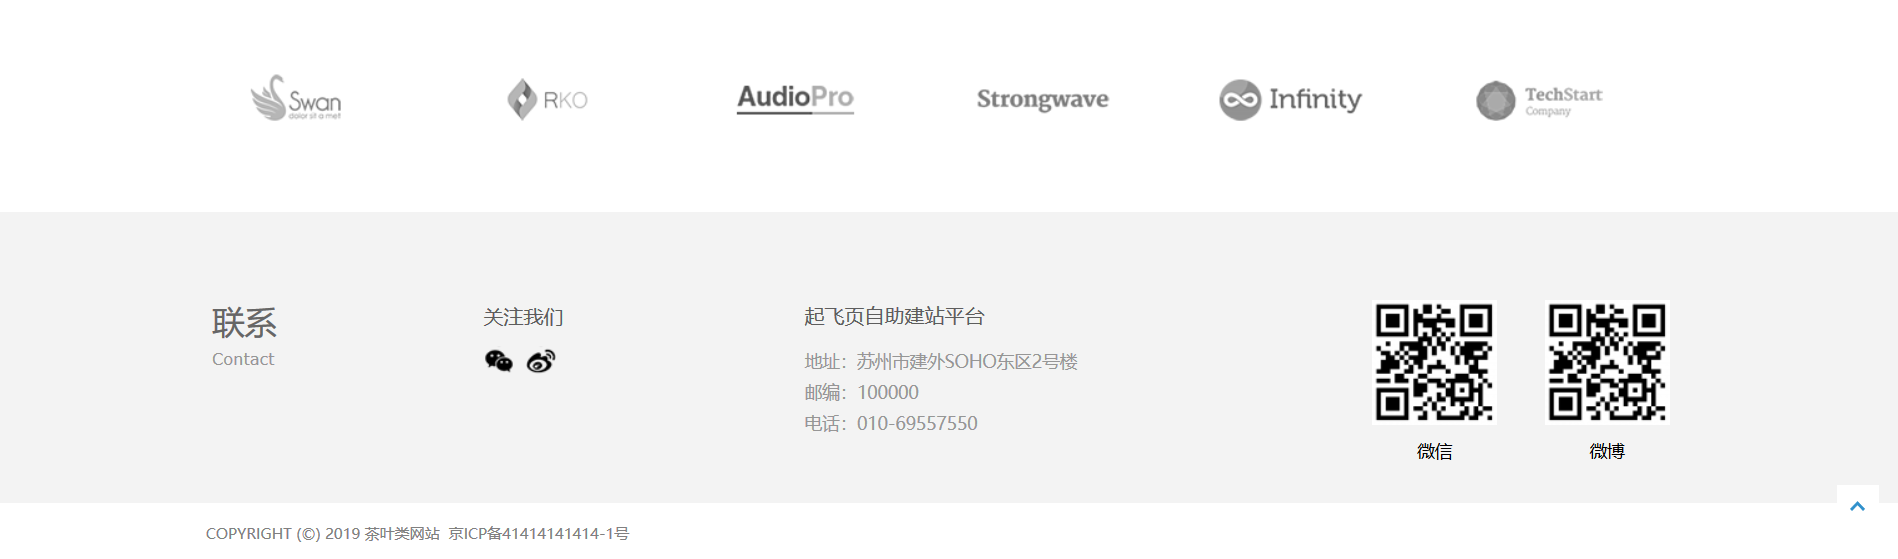 Swan
dolor sit a met
RKO
AudioPro
Strongwave
Infinity
TechStart
Company
联系
Contact
关注我们
起飞页自助建站平台
地址：苏州市建外SOHO东区2号楼
邮编：100000
电话：010-69557550
微信
微博
COPYRIGHT (©) 2019 茶叶类网站 京ICP备41414141414-1号